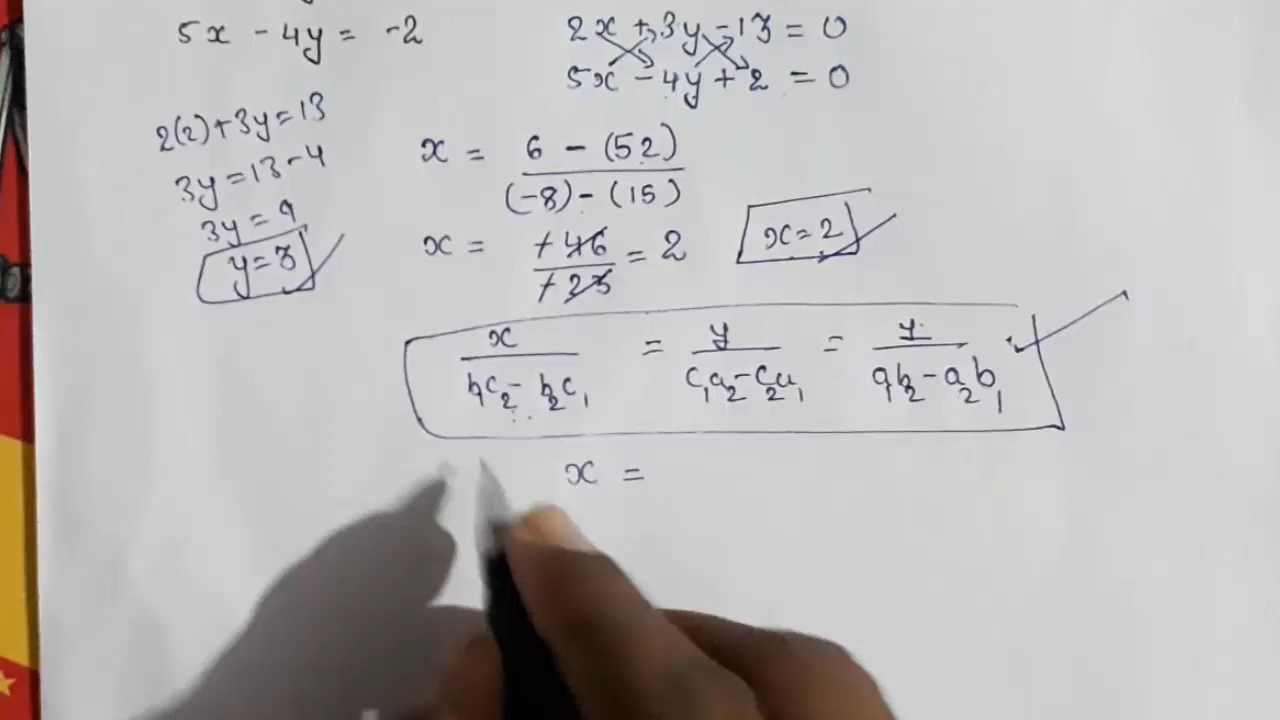 5x - 4y = -2
2x + 3y - 13 = 0
5x - 4y + 2 = 0
2(2)+3y=13
3y=13-4
3y=9
y=3
x = 6 - (52) / (-8) - (15)
x = +46 / +23 = 2
x=2
x / b₁c₂ - b₂c₁ = y / c₁a₂ - c₂a₁ = y / a₁b₂ - a₂b₁
x =